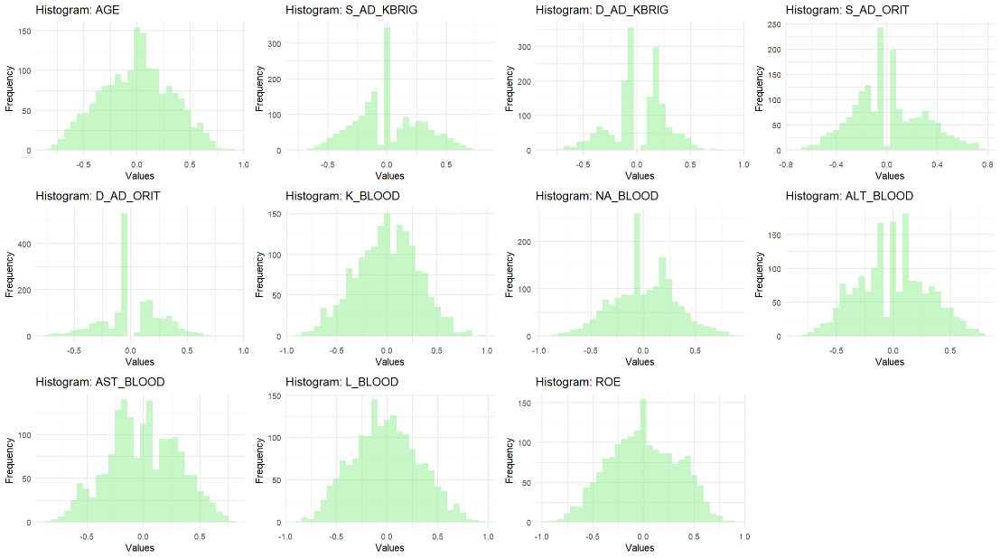 Histogram: AGE
150
100
50
0
Frequency
-0.5
0.0
0.5
1.0
Values
Histogram: S_AD_KBRIG
300
200
100
0
Frequency
-0.5
0.0
0.5
Values
Histogram: D_AD_KBRIG
300
200
100
0
Frequency
-0.5
0.0
0.5
1.0
Values
Histogram: S_AD_ORIT
250
200
150
100
50
0
Frequency
-0.8
-0.4
0.0
0.4
0.8
Values
Histogram: D_AD_ORIT
400
200
0
Frequency
-0.5
0.0
0.5
1.0
Values
Histogram: K_BLOOD
150
100
50
0
Frequency
-1.0
-0.5
0.0
0.5
1.0
Values
Histogram: NA_BLOOD
200
100
0
Frequency
-1.0
-0.5
0.0
0.5
Values
Histogram: ALT_BLOOD
150
100
50
0
Frequency
-0.5
0.0
0.5
Values
Histogram: AST_BLOOD
100
50
0
Frequency
-0.5
0.0
0.5
Values
Histogram: L_BLOOD
150
100
50
0
Frequency
-1.0
-0.5
0.0
0.5
1.0
Values
Histogram: ROE
150
100
50
0
Frequency
-1.0
-0.5
0.0
0.5
1.0
Values